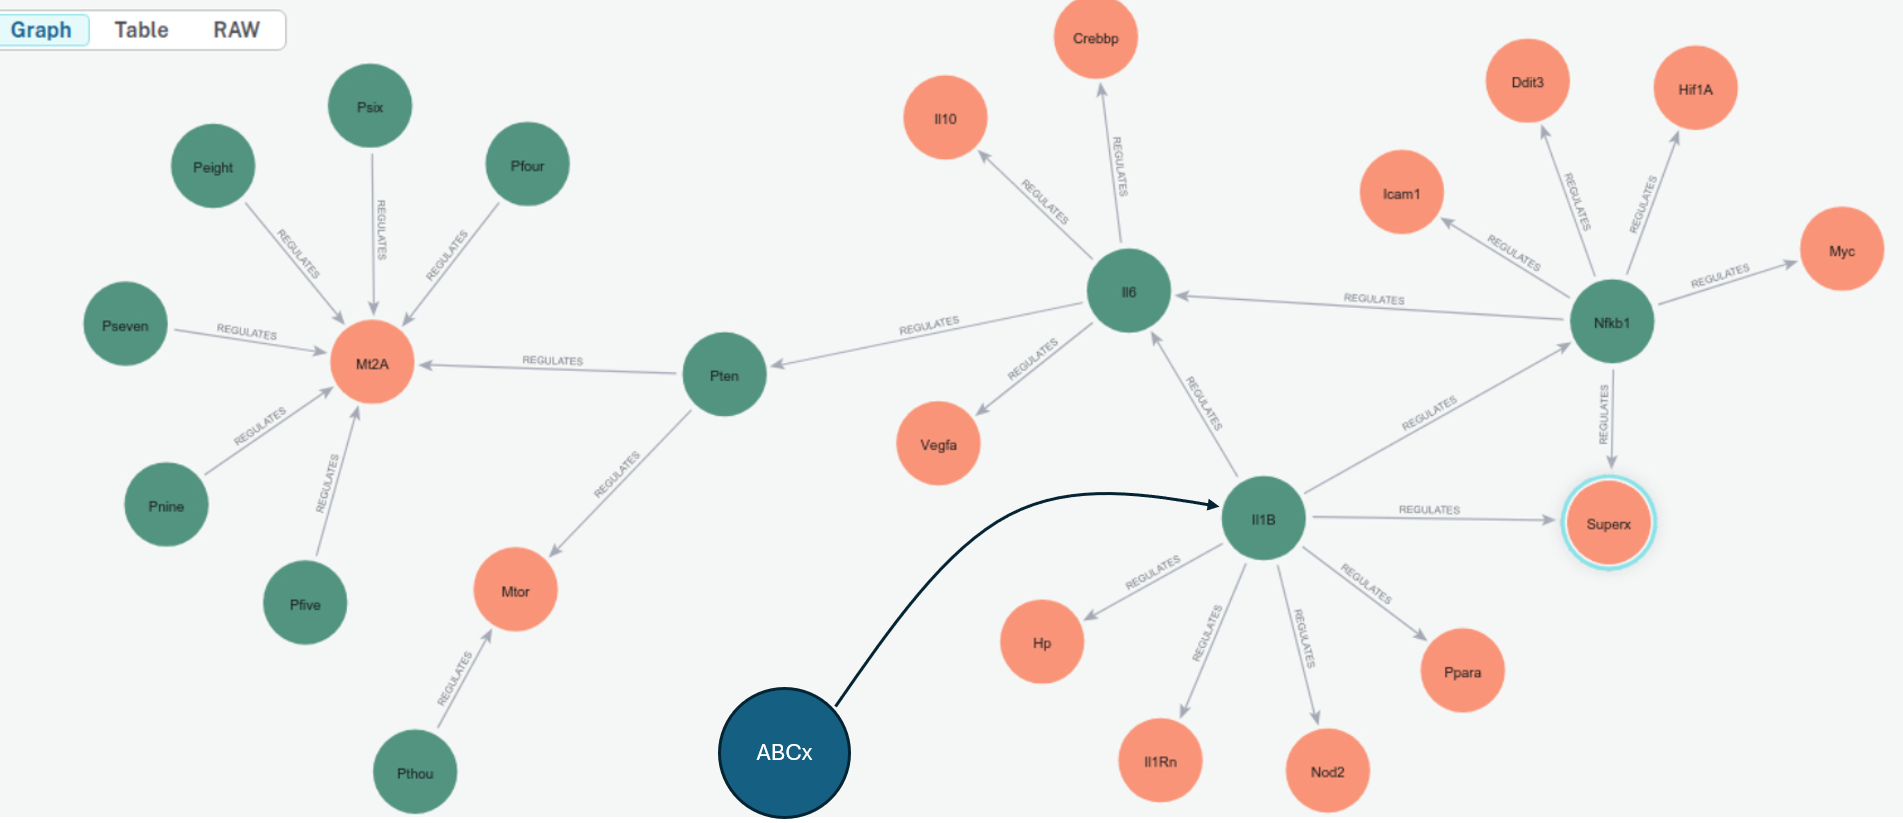 Graph Table RAW
Crebbp
Ddit3
Hif1A
Psix
Il10
Pfour
Peight
REGULATES
Icam1
REGULATES
REGULATES
REGULATES
REGULATES
REGULATES
REGULATES
REGULATES
Myc
REGULATES
Il6
REGULATES
REGULATES
Nfkb1
Pseven
REGULATES
REGULATES
Mt2A
REGULATES
Pten
REGULATES
REGULATES
REGULATES
REGULATES
REGULATES
Vegfa
REGULATES
REGULATES
Pnine
REGULATES
Il1B
REGULATES
Superx
REGULATES
REGULATES
Mtor
Pfive
REGULATES
REGULATES
Hp
Ppara
REGULATES
ABCx
Il1Rn
Nod2
Pthou